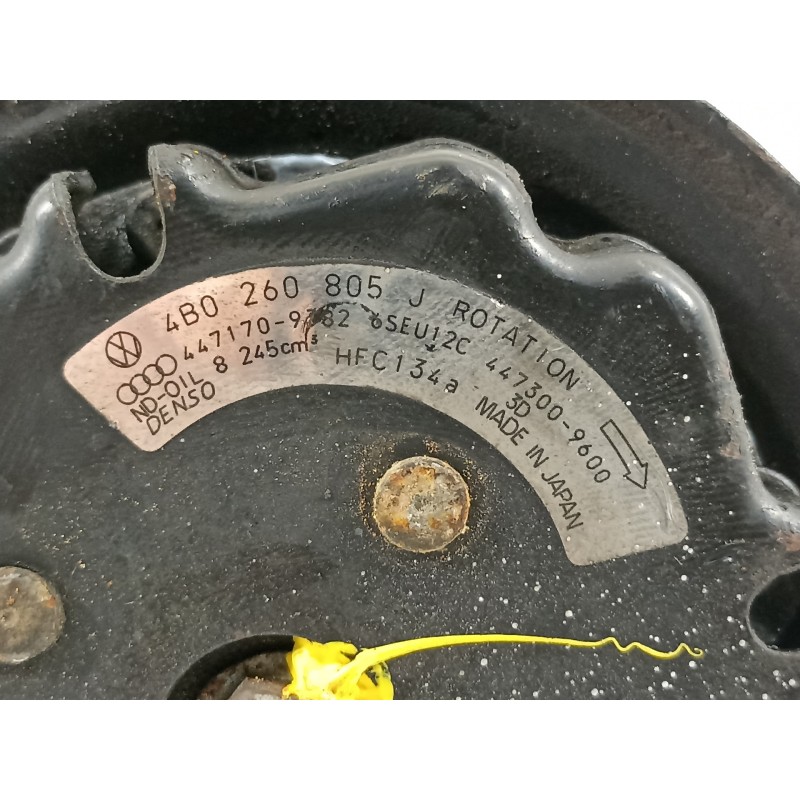 4B0 260 805 J ROTATION
447170-9782 6SEU12C 447300-9600
ND-OIL 8 245cm³ HFC134a 3D
DENSO MADE IN JAPAN